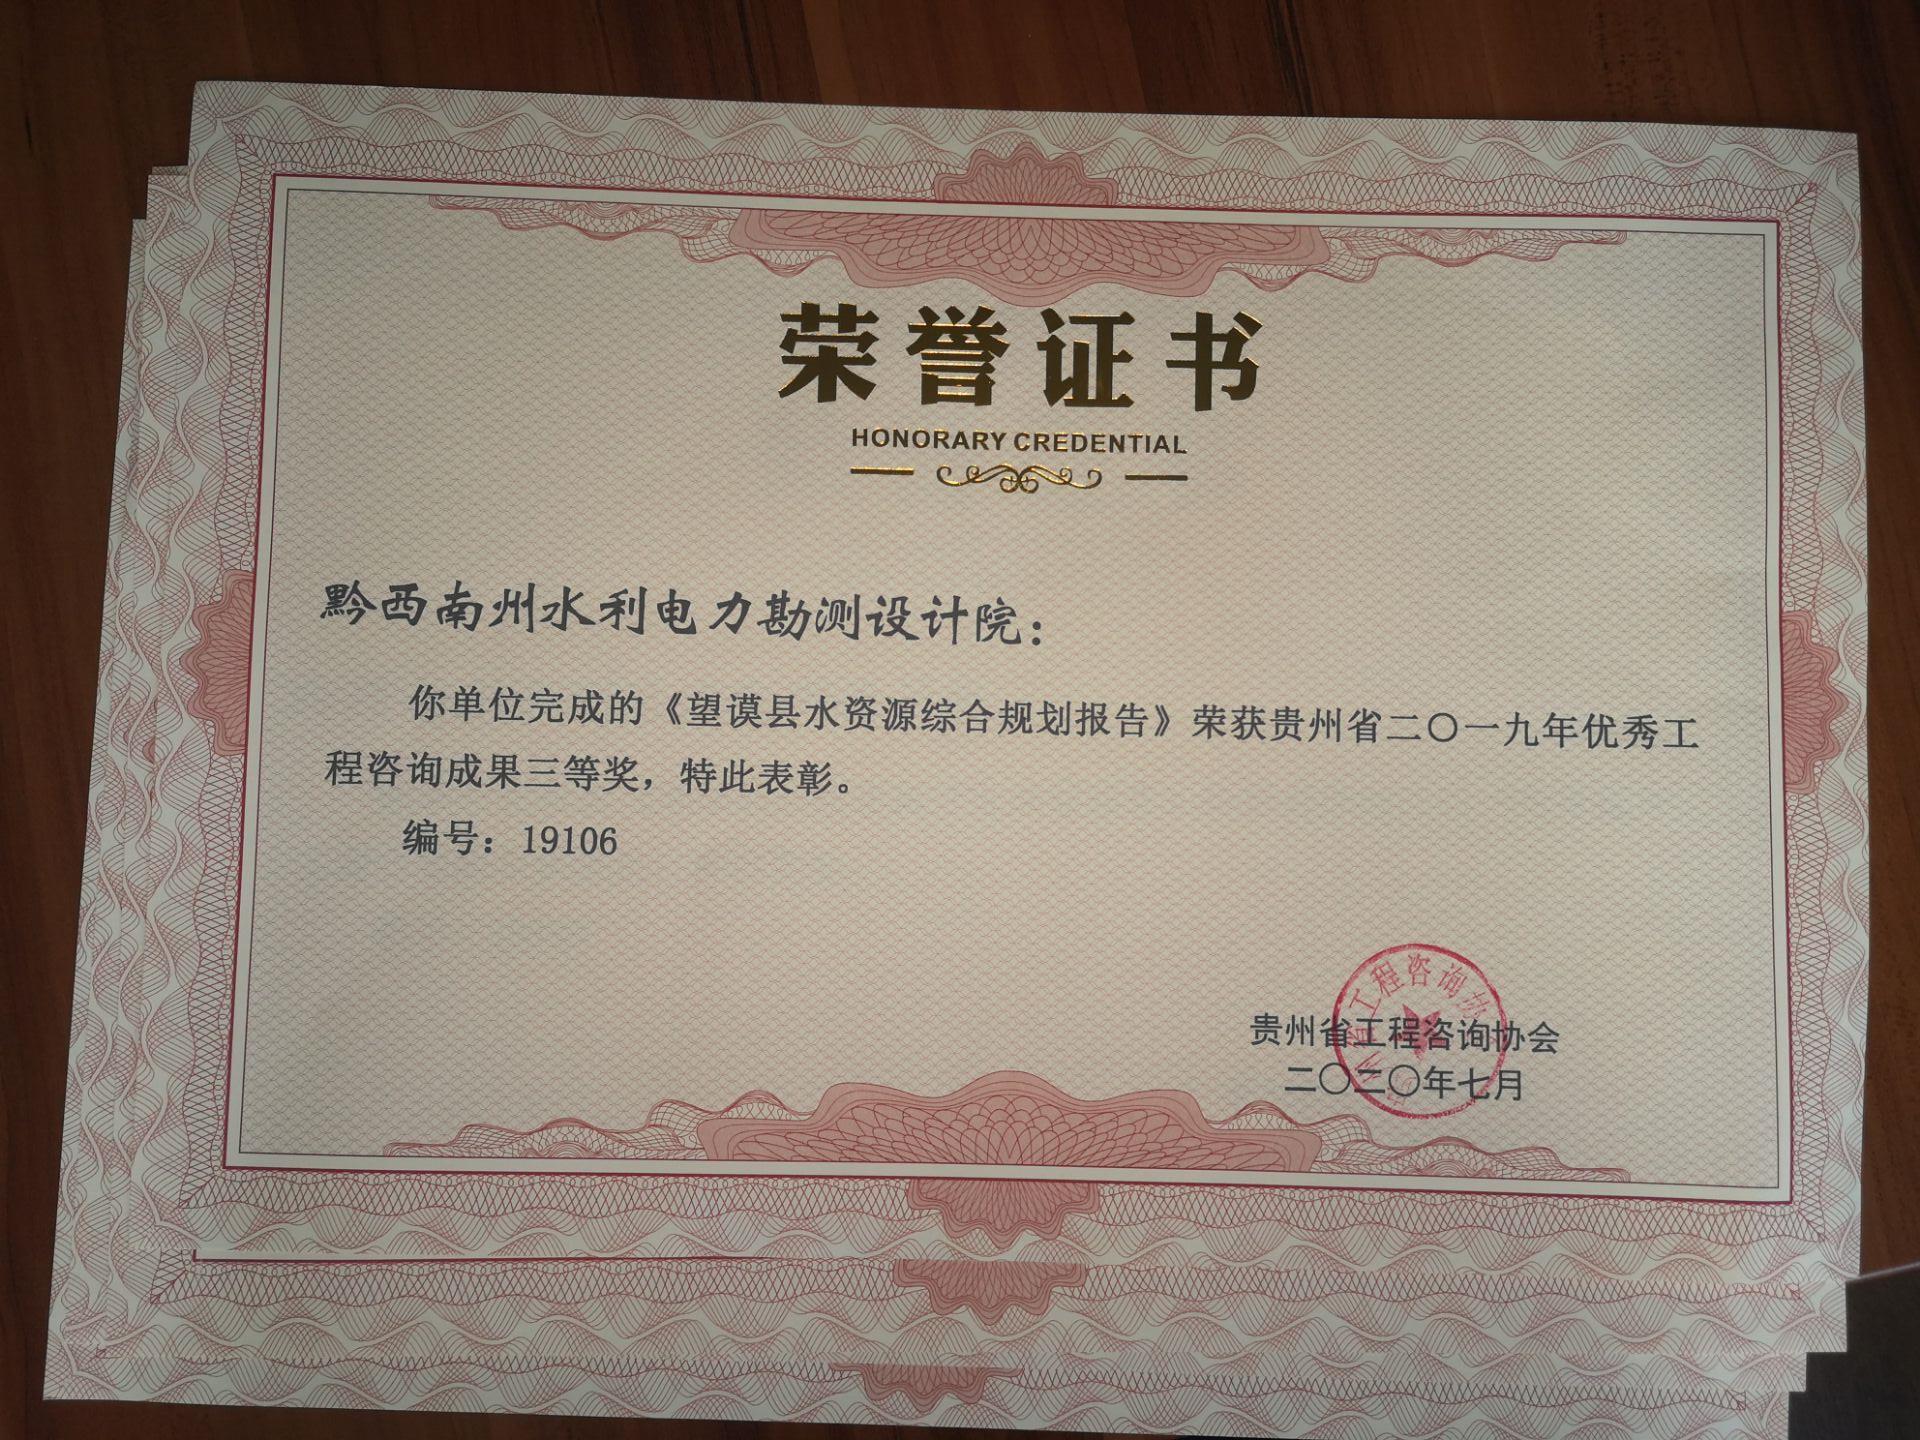 荣誉证书
HONORARY CREDENTIAL
黔西南州水利电力勘测设计院：
你单位完成的《望谟县水资源综合规划报告》荣获贵州省二〇一九年优秀工
程咨询成果三等奖，特此表彰。
编号：19106
贵州省工程咨询协会
二〇二〇年七月